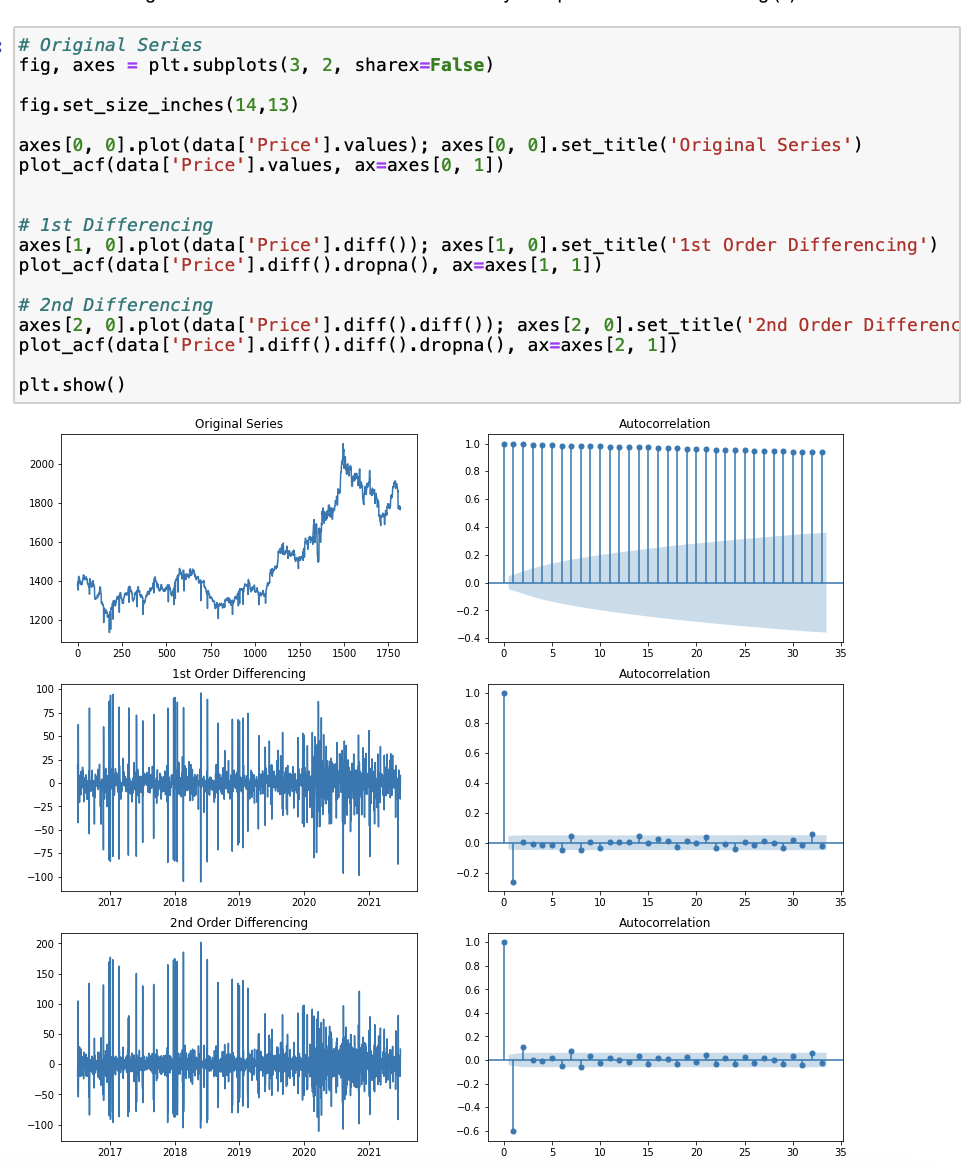 # Original Series
fig, axes = plt.subplots(3, 2, sharex=False)
fig.set_size_inches(14,13)
axes[0, 0].plot(data['Price'].values); axes[0, 0].set_title('Original Series')
plot_acf(data['Price'].values, ax=axes[0, 1])
# 1st Differencing
axes[1, 0].plot(data['Price'].diff()); axes[1, 0].set_title('1st Order Differencing')
plot_acf(data['Price'].diff().dropna(), ax=axes[1, 1])
# 2nd Differencing
axes[2, 0].plot(data['Price'].diff().diff()); axes[2, 0].set_title('2nd Order Differenc
plot_acf(data['Price'].diff().diff().dropna(), ax=axes[2, 1])
plt.show()
Original Series
2000
1800
1600
1400
1200
0 250 500 750 1000 1250 1500 1750
Autocorrelation
1.0
0.8
0.6
0.4
0.2
0.0
−0.2
−0.4
0 5 10 15 20 25 30 35
1st Order Differencing
100
75
50
25
0
−25
−50
−75
−100
2017 2018 2019 2020 2021
Autocorrelation
1.0
0.8
0.6
0.4
0.2
0.0
−0.2
0 5 10 15 20 25 30 35
2nd Order Differencing
200
150
100
50
0
−50
−100
2017 2018 2019 2020 2021
Autocorrelation
1.0
0.8
0.6
0.4
0.2
0.0
−0.2
−0.4
−0.6
0 5 10 15 20 25 30 35